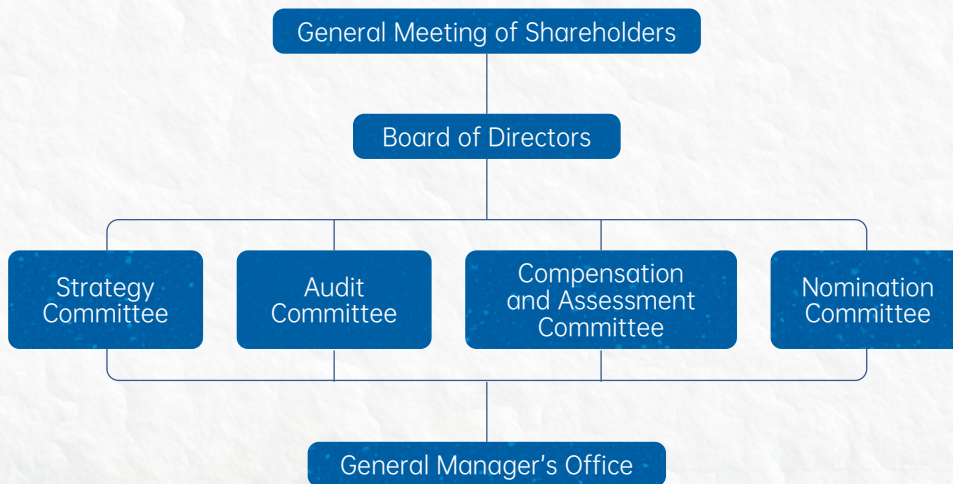 General Meeting of Shareholders
Board of Directors
Strategy
Committee
Audit
Committee
Compensation
and Assessment
Committee
Nomination
Committee
General Manager's Office